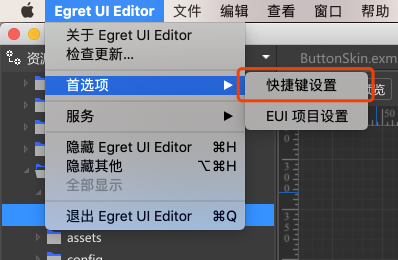 Egret UI Editor 文件 编辑 查看 窗口 帮助
关于 Egret UI Editor
检查更新...
首选项
快捷键设置
EUI 项目设置
服务
隐藏 Egret UI Editor ⌘H
隐藏其他 ⌥⌘H
全部显示
退出 Egret UI Editor ⌘Q
资源
ButtonSkin.exm
预览
50
350
assets
config